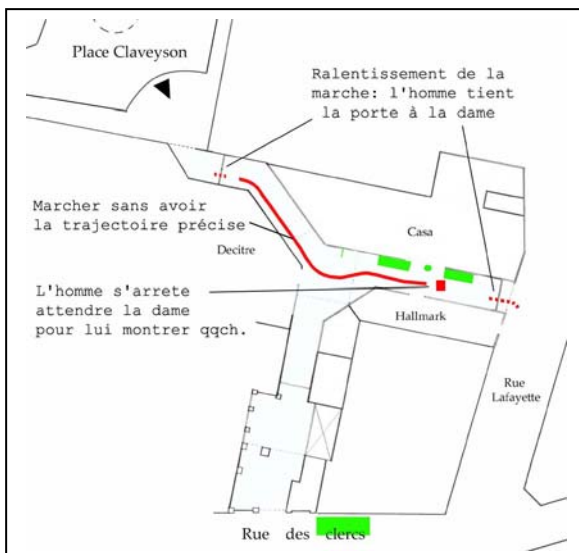 Place Claveyson
Ralentissement de la
marche: l'homme tient
la porte à la dame
Marcher sans avoir
la trajectoire précise
Decitre
Casa
L'homme s'arrete
attendre la dame
pour lui montrer qqch.
Hallmark
Rue
Lafayette
Rue des clercs